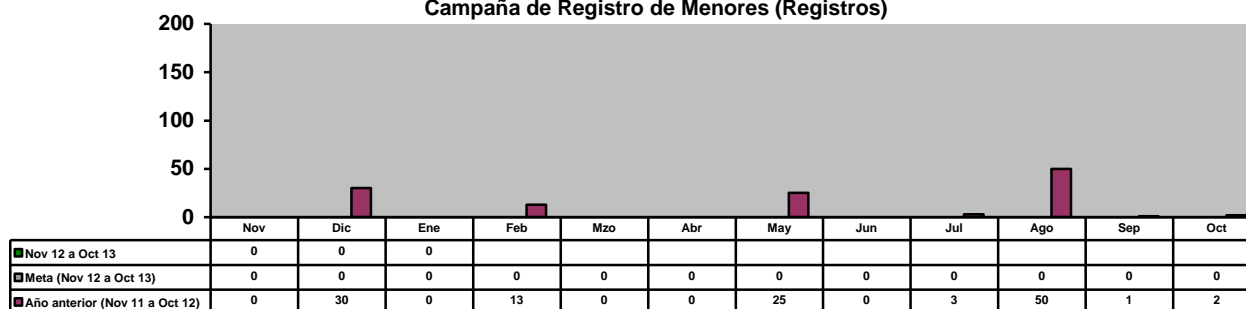 Campaña de Registro de Menores (Registros)
200
150
100
50
0
Nov Dic Ene Feb Mzo Abr May Jun Jul Ago Sep Oct
Nov 12 a Oct 13 0 0 0
Meta (Nov 12 a Oct 13) 0 0 0 0 0 0 0 0 0 0 0 0
Año anterior (Nov 11 a Oct 12) 0 30 0 13 0 0 25 0 3 50 1 2